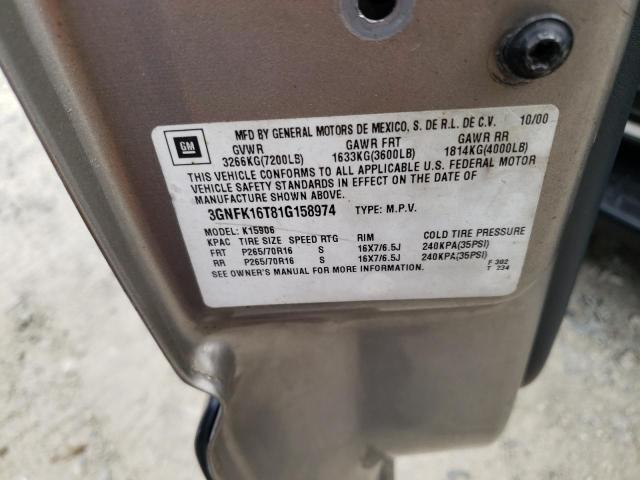 MFD BY GENERAL MOTORS DE MEXICO, S. DE R.L. DE C.V. 10/00
GM
GVWR GAWR FRT GAWR RR
3266KG(7200LB) 1633KG(3600LB) 1814KG(4000LB)
THIS VEHICLE CONFORMS TO ALL APPLICABLE U.S. FEDERAL MOTOR
VEHICLE SAFETY STANDARDS IN EFFECT ON THE DATE OF
MANUFACTURE SHOWN ABOVE.
3GNFK16T81G158974 TYPE: M.P.V.
MODEL: K15906
KPAC TIRE SIZE SPEED RTG RIM COLD TIRE PRESSURE
FRT P265/70R16 S 16X7/6.5J 240KPA(35PSI)
RR P265/70R16 S 16X7/6.5J 240KPA(35PSI)
SEE OWNER'S MANUAL FOR MORE INFORMATION. F 302
T 234